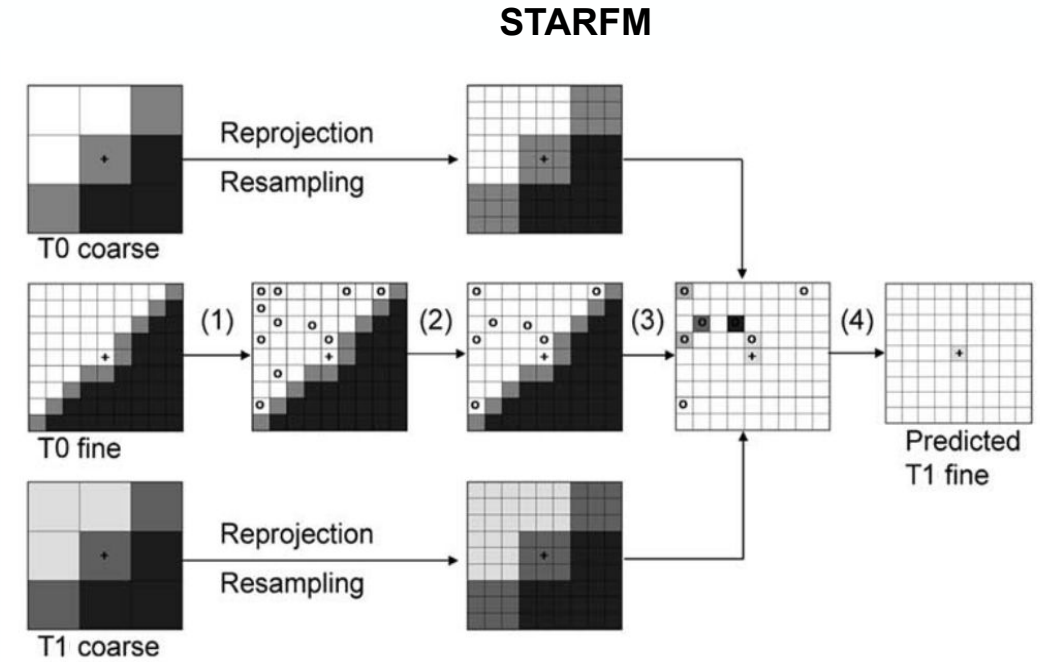 STARFM
Reprojection
Resampling
T0 coarse
(1)
(2)
(3)
(4)
T0 fine
Predicted
T1 fine
Reprojection
Resampling
T1 coarse